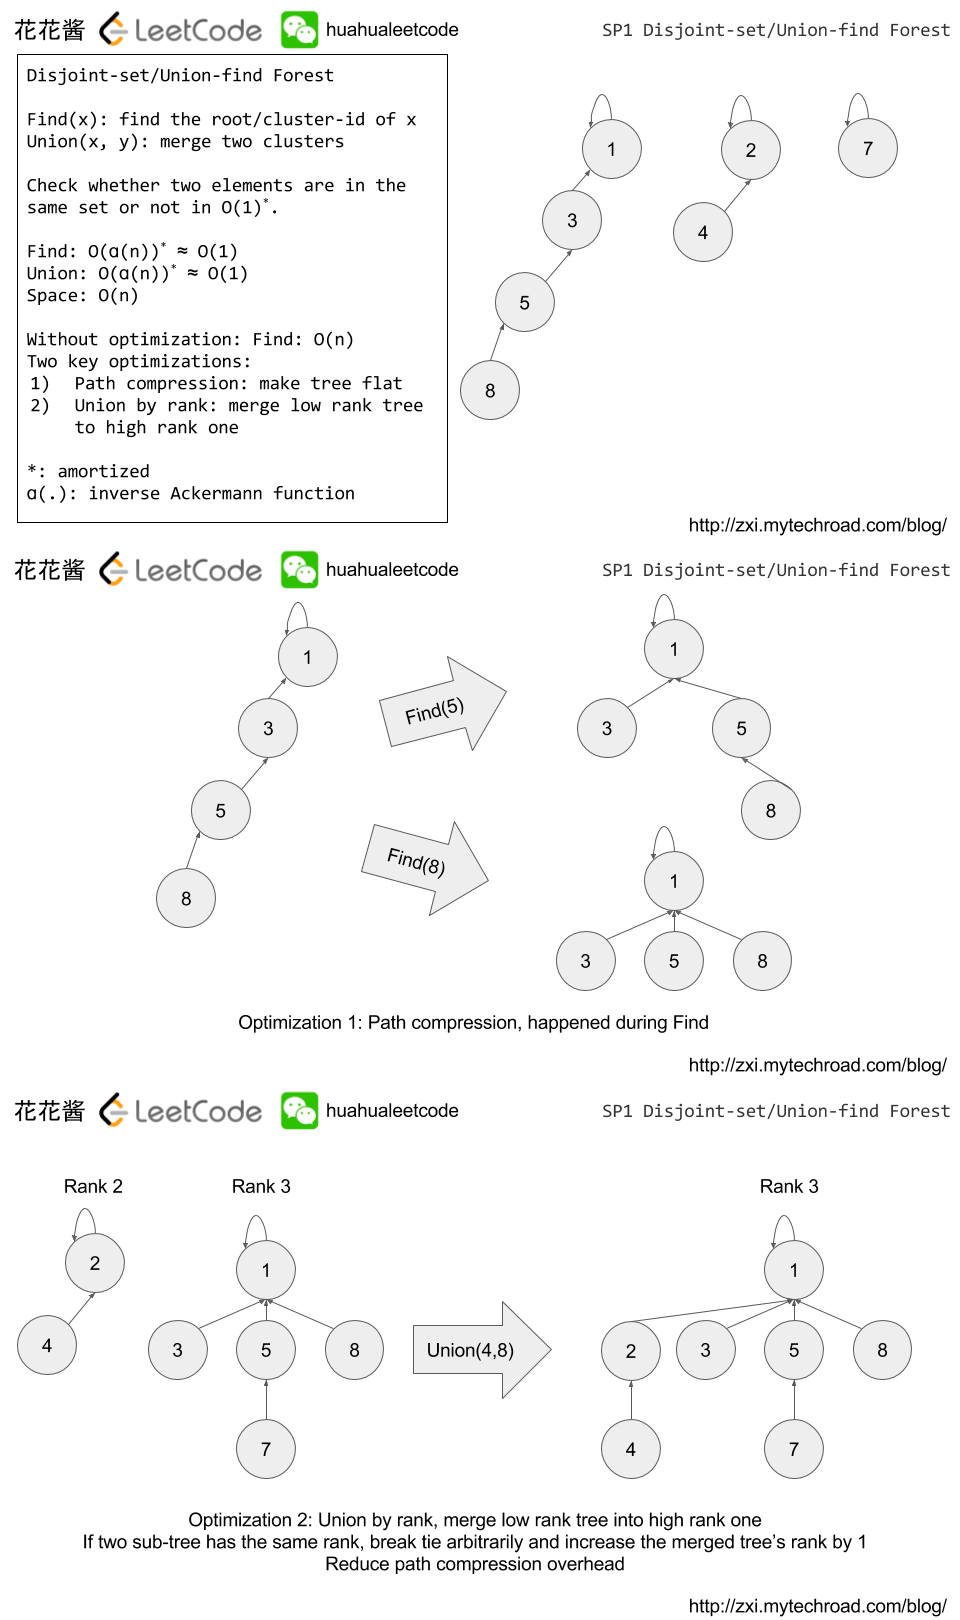 花花酱 LeetCode huahualeetcode SP1 Disjoint-set/Union-find Forest
Disjoint-set/Union-find Forest
Find(x): find the root/cluster-id of x
Union(x, y): merge two clusters
Check whether two elements are in the
same set or not in O(1)*.
Find: O(ɑ(n))* ≈ O(1)
Union: O(ɑ(n))* ≈ O(1)
Space: O(n)
Without optimization: Find: O(n)
Two key optimizations:
1) Path compression: make tree flat
2) Union by rank: merge low rank tree
to high rank one
*: amortized
ɑ(.): inverse Ackermann function
1 2 7
3 4
5
8
http://zxi.mytechroad.com/blog/
花花酱 LeetCode huahualeetcode SP1 Disjoint-set/Union-find Forest
1
3
5
8
Find(5)
1
3 5
8
Find(8)
1
3 5 8
Optimization 1: Path compression, happened during Find
http://zxi.mytechroad.com/blog/
花花酱 LeetCode huahualeetcode SP1 Disjoint-set/Union-find Forest
Rank 2 Rank 3 Rank 3
2
4
1
3 5 8
7
Union(4,8)
1
2 3 5 8
4 7
Optimization 2: Union by rank, merge low rank tree into high rank one
If two sub-tree has the same rank, break tie arbitrarily and increase the merged tree's rank by 1
Reduce path compression overhead
http://zxi.mytechroad.com/blog/